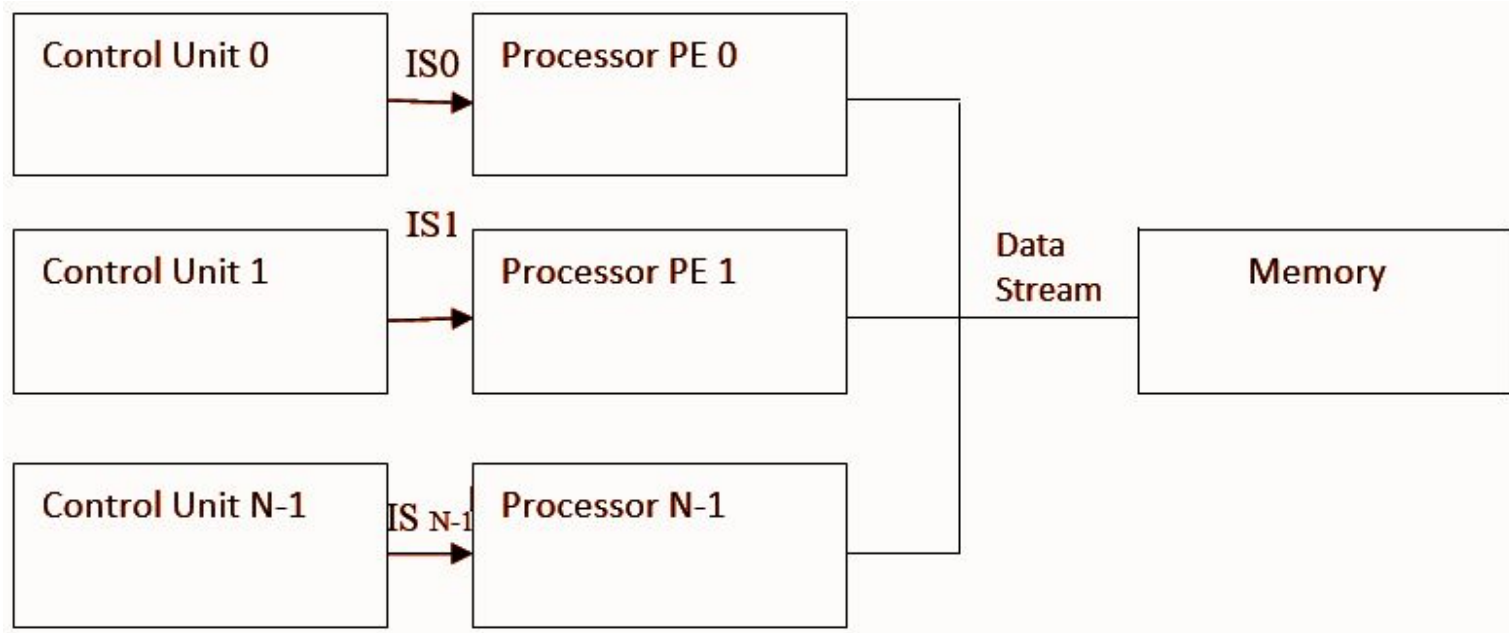 Control Unit 0
IS0
Processor PE 0
IS1
Control Unit 1
Processor PE 1
Data
Stream
Memory
Control Unit N-1
IS N-1
Processor N-1